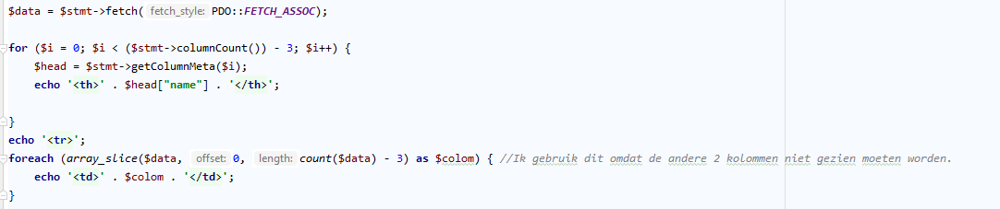 $data = $stmt->fetch( fetch_style: PDO::FETCH_ASSOC);
for ($i = 0; $i < ($stmt->columnCount()) - 3; $i++) {
$head = $stmt->getColumnMeta($i);
echo '<th>' . $head["name"] . '</th>';
}
echo '<tr>';
foreach (array_slice($data, offset: 0, length: count($data) - 3) as $colom) { //Ik gebruik dit omdat de andere 2 kolommen niet gezien moeten worden.
echo '<td>' . $colom . '</td>';
}